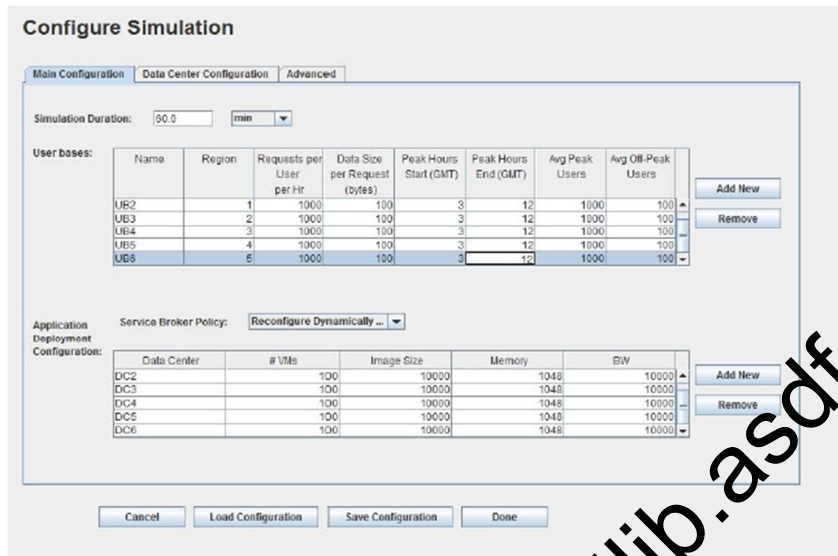 Configure Simulation
Main Configuration Data Center Configuration Advanced
Simulation Duration: 60.0 min
User bases:
Name Region Requests per User per Hr Data Size per Request (bytes) Peak Hours Start (GMT) Peak Hours End (GMT) Avg Peak Users Avg Off-Peak Users
UB2 1 1000 100 3 12 1000 100
UB3 2 1000 100 3 12 1000 100
UB4 3 1000 100 3 12 1000 100
UB5 4 1000 100 3 12 1000 100
UB6 5 1000 100 3 12 1000 100
Add New
Remove
Application Deployment Configuration:
Service Broker Policy: Reconfigure Dynamically ...
Data Center # VMs Image Size Memory BW
DC2 100 10000 1048 10000
DC3 100 10000 1048 10000
DC4 100 10000 1048 10000
DC5 100 10000 1048 10000
DC6 100 10000 1048 10000
Add New
Remove
Cancel Load Configuration Save Configuration Done
lib.asdf